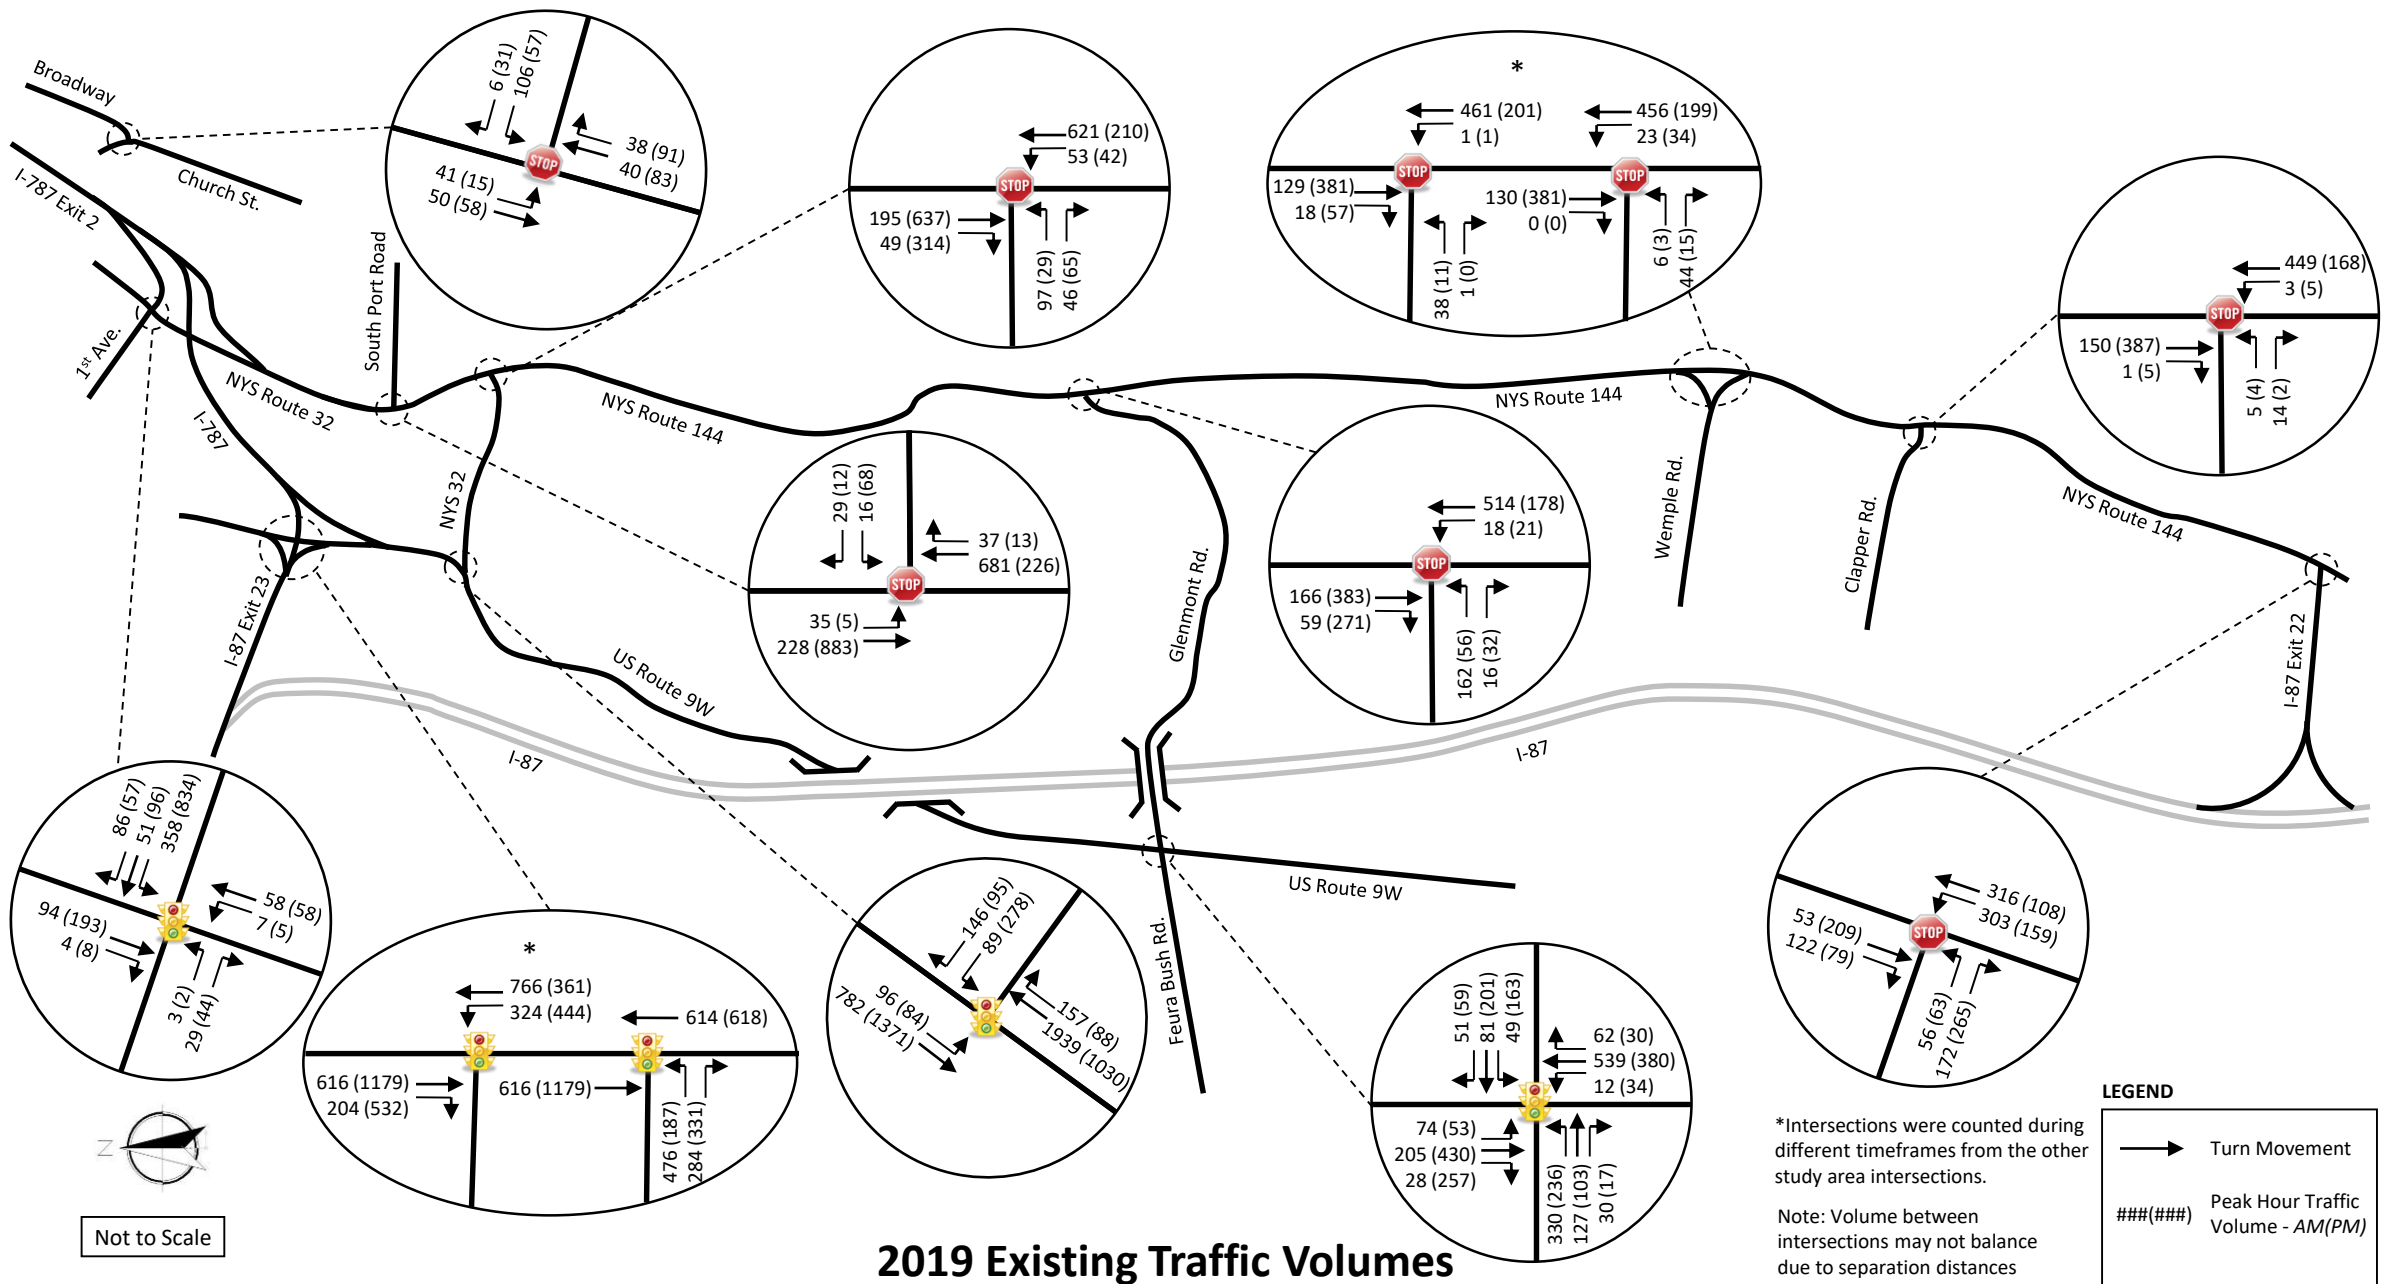 Broadway
Church St.
I-787 Exit 2
1st Ave.
NYS Route 32
I-787
South Port Road
NYS 32
NYS Route 144
I-87 Exit 23
US Route 9W
I-87
Glenmont Rd.
Feura Bush Rd.
US Route 9W
NYS Route 144
Wemple Rd.
Clapper Rd.
NYS Route 144
I-87 Exit 22
I-87
6 (31)
106 (57)
38 (91)
40 (83)
41 (15)
50 (58)
STOP
621 (210)
53 (42)
195 (637)
49 (314)
97 (29)
46 (65)
STOP
*
461 (201)
1 (1)
456 (199)
23 (34)
129 (381)
18 (57)
130 (381)
0 (0)
38 (11)
1 (0)
6 (3)
44 (15)
STOP
STOP
449 (168)
3 (5)
150 (387)
1 (5)
5 (4)
14 (2)
STOP
29 (12)
16 (68)
37 (13)
681 (226)
35 (5)
228 (883)
STOP
514 (178)
18 (21)
166 (383)
59 (271)
162 (56)
16 (32)
STOP
86 (57)
51 (96)
358 (834)
58 (58)
7 (5)
94 (193)
4 (8)
3 (2)
29 (44)
*
766 (361)
324 (444)
614 (618)
616 (1179)
204 (532)
616 (1179)
476 (187)
284 (331)
146 (95)
89 (278)
96 (84)
782 (1371)
157 (88)
1939 (1030)
51 (59)
81 (201)
49 (163)
62 (30)
539 (380)
12 (34)
74 (53)
205 (430)
28 (257)
330 (236)
127 (103)
30 (17)
316 (108)
303 (159)
53 (209)
122 (79)
56 (63)
172 (265)
STOP
Z
Not to Scale
2019 Existing Traffic Volumes
*Intersections were counted during
different timeframes from the other
study area intersections.
Note: Volume between
intersections may not balance
due to separation distances
LEGEND
Turn Movement
###(###)
Peak Hour Traffic
Volume - AM(PM)